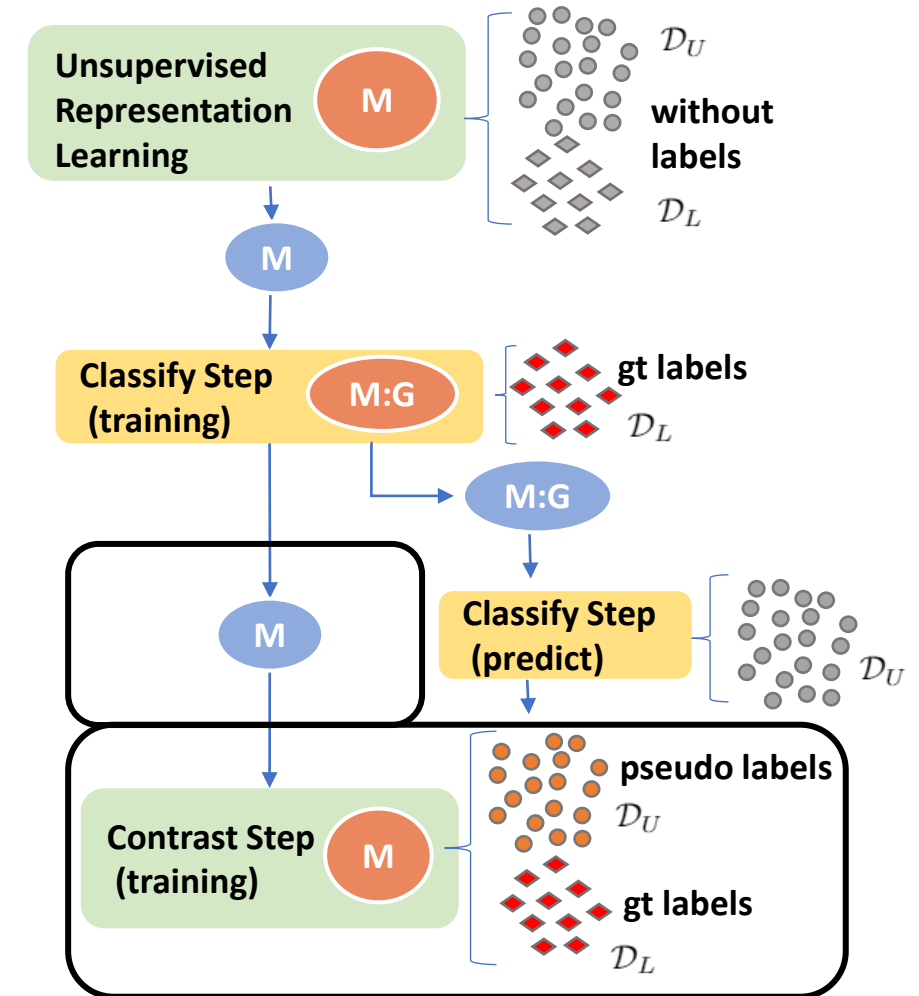 Unsupervised
Representation
Learning
M
𝒟_U
without
labels
𝒟_L
M
Classify Step
(training)
M:G
gt labels
𝒟_L
M:G
M
Classify Step
(predict)
𝒟_U
Contrast Step
(training)
M
pseudo labels
𝒟_U
gt labels
𝒟_L